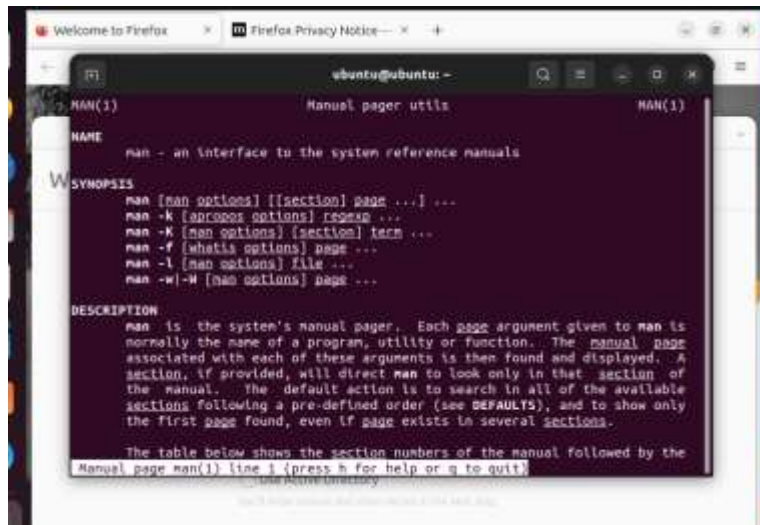 Welcome to Firefox
Firefox Privacy Notice —
ubuntu@ubuntu: ~
MAN(1) Manual pager utils MAN(1)
NAME
man - an interface to the system reference manuals
SYNOPSIS
man [man options] [[section] page ...] ...
man -k [apropos options] regexp ...
man -K [man options] [section] term ...
man -f [whatis options] page ...
man -l [man options] file ...
man -w|-W [man options] page ...
DESCRIPTION
man is the system's manual pager. Each page argument given to man is
normally the name of a program, utility or function. The manual page
associated with each of these arguments is then found and displayed. A
section, if provided, will direct man to look only in that section of
the manual. The default action is to search in all of the available
sections following a pre-defined order (see DEFAULTS), and to show only
the first page found, even if page exists in several sections.
The table below shows the section numbers of the manual followed by the
Manual page man(1) line 1 (press h for help or q to quit)
Use Active Directory